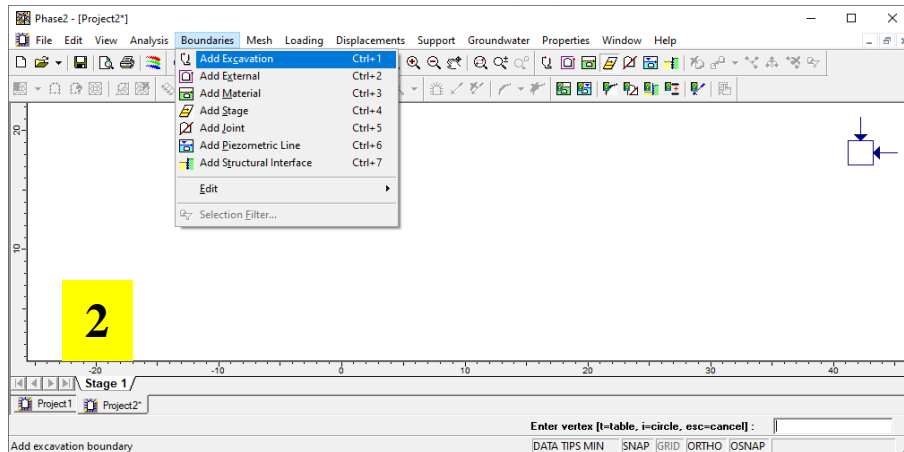 Phase2 - [Project2*]
File Edit View Analysis Boundaries Mesh Loading Displacements Support Groundwater Properties Window Help
Add Excavation Ctrl+1
Add External Ctrl+2
Add Material Ctrl+3
Add Stage Ctrl+4
Add Joint Ctrl+5
Add Piezometric Line Ctrl+6
Add Structural Interface Ctrl+7
Edit
Selection Filter...
20
10
2
-20 -10 0 10 20 30 40
Stage 1
Project1 Project2*
Enter vertex [t=table, i=circle, esc=cancel] :
Add excavation boundary DATA TIPS MIN SNAP GRID ORTHO OSNAP